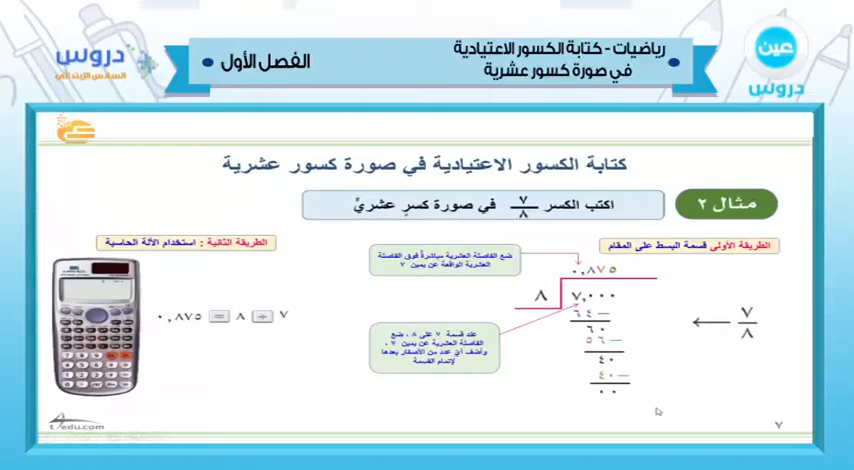 عين
دروس
رياضيات - كتابة الكسور الاعتيادية
في صورة كسور عشرية
الفصل الأول
دروس
السادس الابتدائي
كتابة الكسور الاعتيادية في صورة كسور عشرية
مثال ٢
اكتب الكسر ٧/٨ في صورة كسرٍ عشريٍّ
الطريقة الأولى قسمة البسط على المقام
ضع الفاصلة العشرية مباشرةً فوق الفاصلة
العشرية الواقعة عن يمين ٧
الطريقة الثانية : استخدام الآلة الحاسبة
٠,٨٧٥
٨
٧,٠٠٠
٦٤ –
٦٠
٥٦ –
٤٠
٤٠ –
٠٠
٧/٨
عند قسمة ٧ على ٨ ، ضع
الفاصلة العشرية عن يمين ٧ ،
وأضف أيّ عدد من الأصفار بعدها
لإتمام القسمة
٧ ÷ ٨ = ٠,٨٧٥
٧